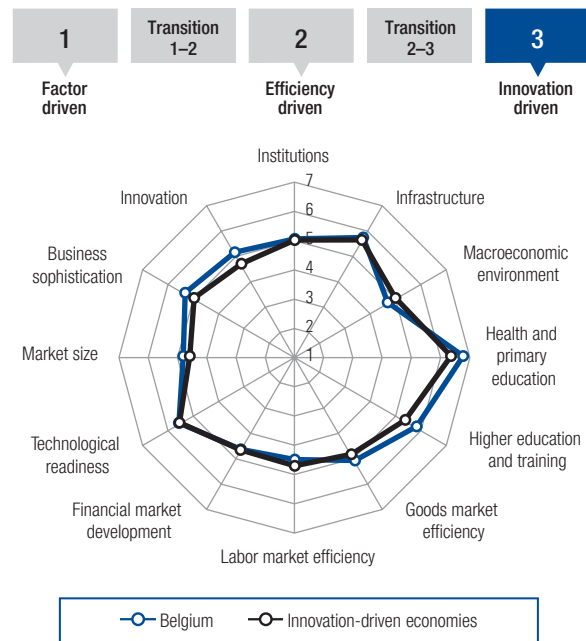 1
Transition
1–2
2
Transition
2–3
3
Factor
driven
Efficiency
driven
Innovation
driven
Institutions
7
6
5
4
3
2
1
Infrastructure
Macroeconomic
environment
Health and
primary
education
Higher education
and training
Goods market
efficiency
Labor market efficiency
Financial market
development
Technological
readiness
Market size
Business
sophistication
Innovation
Belgium
Innovation-driven economies